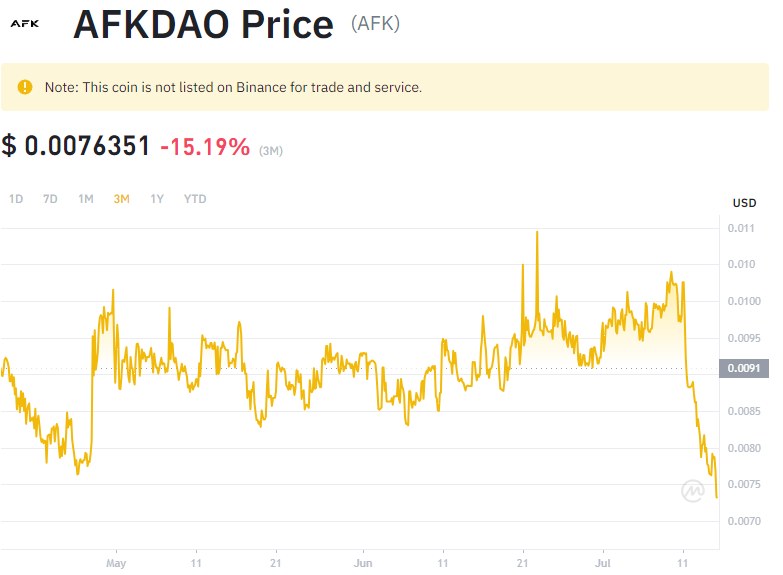 AFK AFKDAO Price (AFK)
Note: This coin is not listed on Binance for trade and service.
$ 0.0076351 -15.19% (3M)
1D 7D 1M 3M 1Y YTD
USD
0.011
0.010
0.0100
0.0095
0.0091
0.0085
0.0080
0.0075
0.0070
May 11 21 Jun 11 21 Jul 11